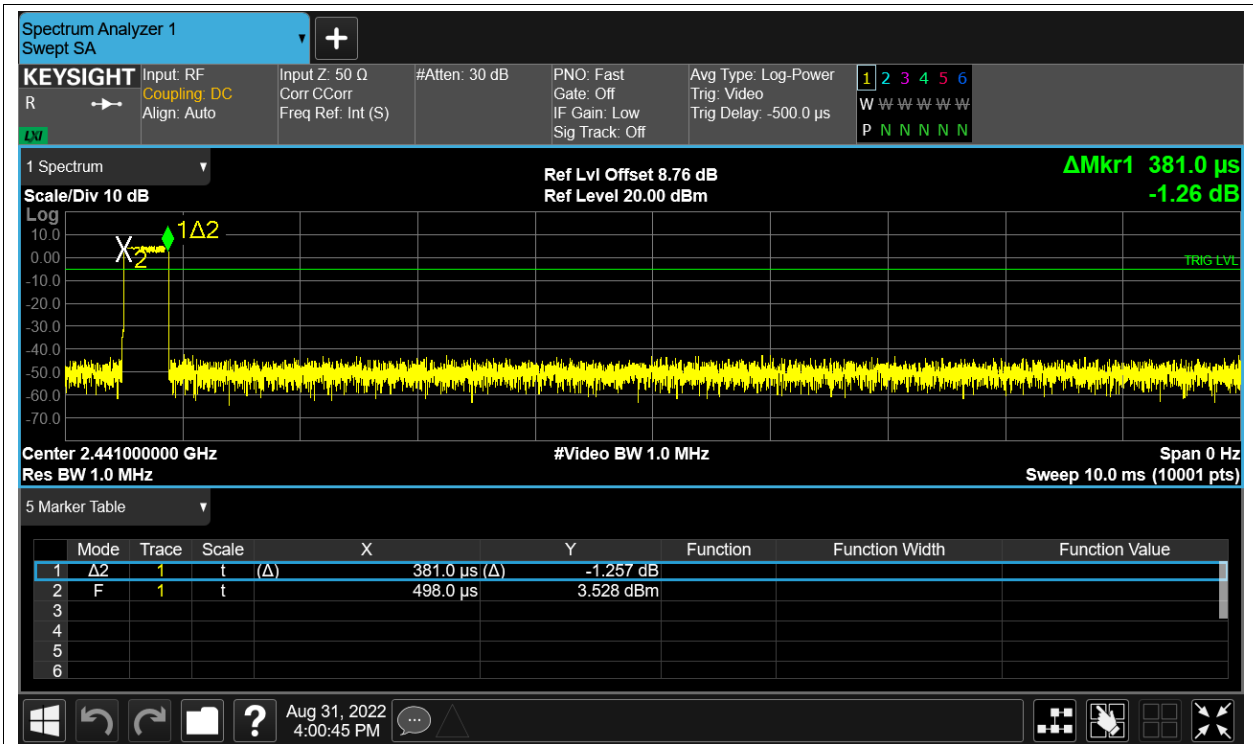 Spectrum Analyzer 1
Swept SA
KEYSIGHT Input: RF Input Z: 50 Ω #Atten: 30 dB PNO: Fast Avg Type: Log-Power 1 2 3 4 5 6
R Coupling: DC Corr CCorr Gate: Off Trig: Video W W W W W W
Align: Auto Freq Ref: Int (S) IF Gain: Low Trig Delay: -500.0 µs
LXI Sig Track: Off P N N N N N
1 Spectrum Ref Lvl Offset 8.76 dB ΔMkr1 381.0 µs
Scale/Div 10 dB Ref Level 20.00 dBm -1.26 dB
Log
1Δ2
10.0
X2
0.00
TRIG LVL
-10.0
-20.0
-30.0
-40.0
-50.0
-60.0
-70.0
Center 2.441000000 GHz #Video BW 1.0 MHz Span 0 Hz
Res BW 1.0 MHz Sweep 10.0 ms (10001 pts)
5 Marker Table
Mode Trace Scale X Y Function Function Width Function Value
1 Δ2 1 t (Δ) 381.0 µs (Δ) -1.257 dB
2 F 1 t 498.0 µs 3.528 dBm
3
4
5
6
? Aug 31, 2022
4:00:45 PM